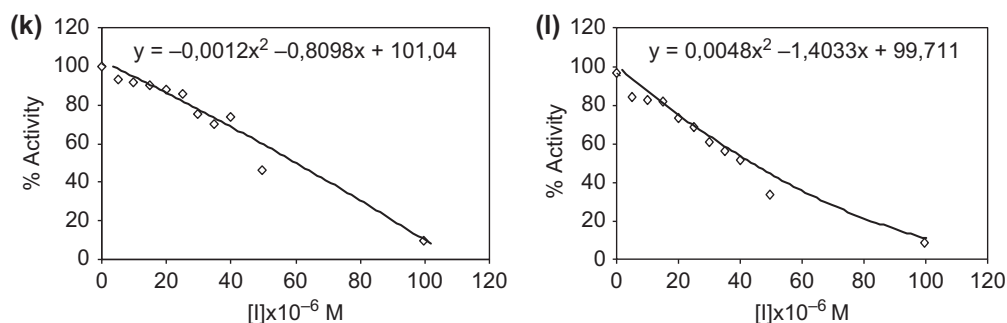 (k)
120
y = –0,0012x² –0,8098x + 101,04
100
80
60
40
20
0
% Activity
0 20 40 60 80 100 120
[I]x10⁻⁶ M
(l)
120
y = 0,0048x² –1,4033x + 99,711
100
80
60
40
20
0
% Activity
0 20 40 60 80 100 120
[I]x10⁻⁶ M